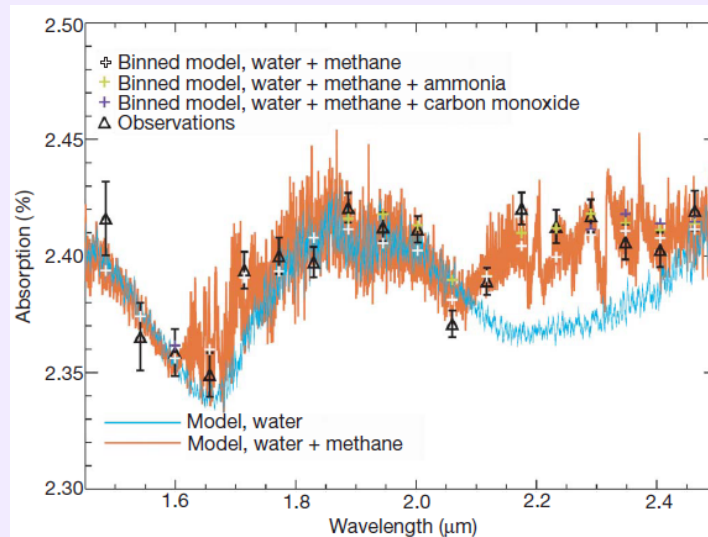 2.50
Binned model, water + methane
Binned model, water + methane + ammonia
Binned model, water + methane + carbon monoxide
Observations
2.45
Absorption (%)
2.40
2.35
Model, water
Model, water + methane
2.30
1.6 1.8 2.0 2.2 2.4
Wavelength (μm)